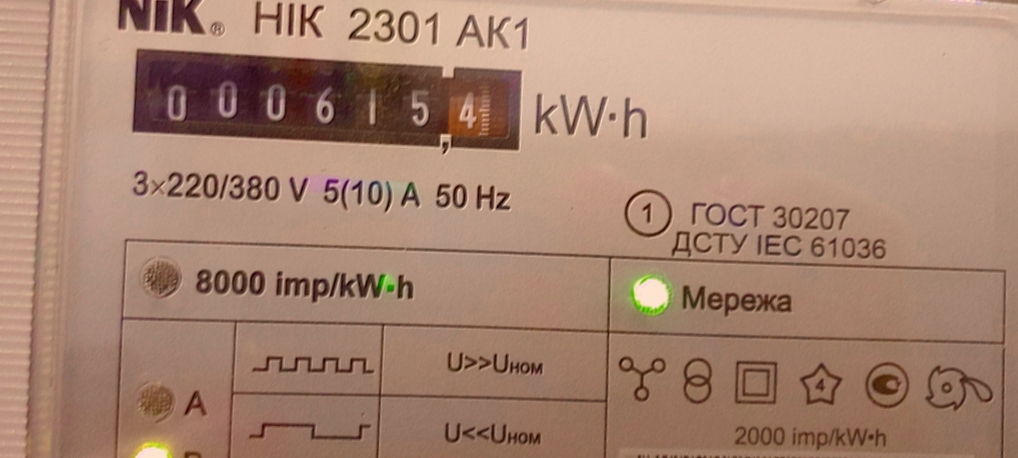 NiK® НІК 2301 АК1
0 0 0 6 1 5,4 kW·h
3×220/380 V 5(10) A 50 Hz
1 ГОСТ 30207
ДСТУ IEC 61036
8000 imp/kW·h
Мережа
U>>Uном
A
4
U<<Uном
2000 imp/kW·h